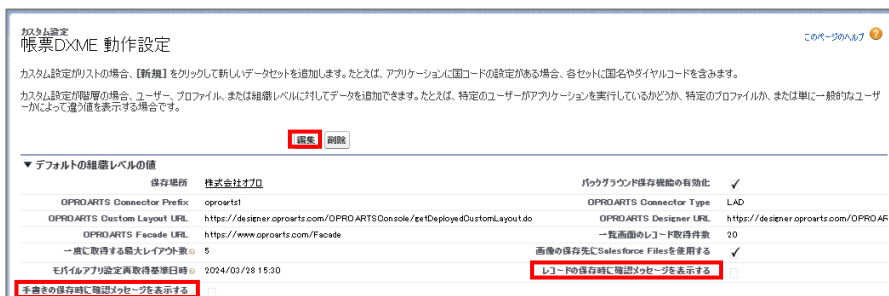 カスタム設定
帳票DXME 動作設定
このページのヘルプ
カスタム設定がリストの場合、[新規] をクリックして新しいデータセットを追加します。たとえば、アプリケーションに国コードの設定がある場合、各セットに国名やダイヤルコードを含みます。
カスタム設定が階層の場合、ユーザー、プロファイル、または組織レベルに対してデータを追加できます。たとえば、特定のユーザーがアプリケーションを実行しているかどうか、特定のプロファイルか、または単に一般的なユーザ
ーかによって違う値を表示する場合です。
編集 削除
▼ デフォルトの組織レベルの値
保存場所 株式会社オプロ バックグラウンド保存機能の有効化 ✓
OPROARTS Connector Prefix oproarts1 OPROARTS Connector Type LAD
OPROARTS Custom Layout URL https://designer.oproarts.com/OPROARTSConsole/getDeployedCustomLayout.do OPROARTS Designer URL https://designer.oproarts.com/OPROAR
OPROARTS Facade URL https://www.oproarts.com/Facade 一覧画面のレコード取得件数 20
一度に取得する最大レイアウト数 5 画像の保存先にSalesforce Filesを使用する ✓
モバイルアプリ設定再取得基準日時 2024/03/28 15:30 レコードの保存時に確認メッセージを表示する
手書きの保存時に確認メッセージを表示する